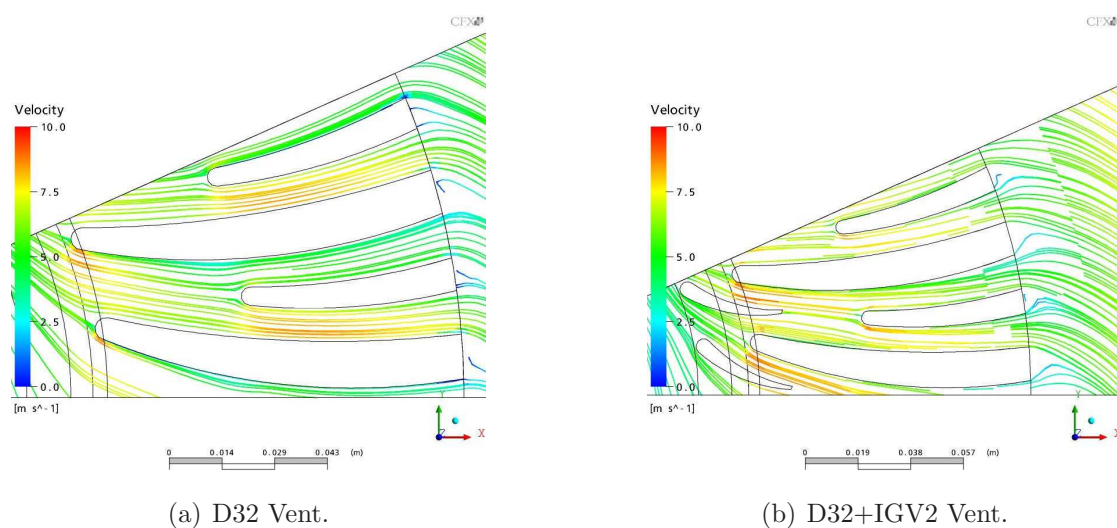 CFX
Velocity
10.0
7.5
5.0
2.5
0.0
[m s^-1]
Y
Z
X
0 0.014 0.029 0.043 (m)
(a) D32 Vent.
CFX
Velocity
10.0
7.5
5.0
2.5
0.0
[m s^-1]
Y
Z
X
0 0.019 0.038 0.057 (m)
(b) D32+IGV2 Vent.